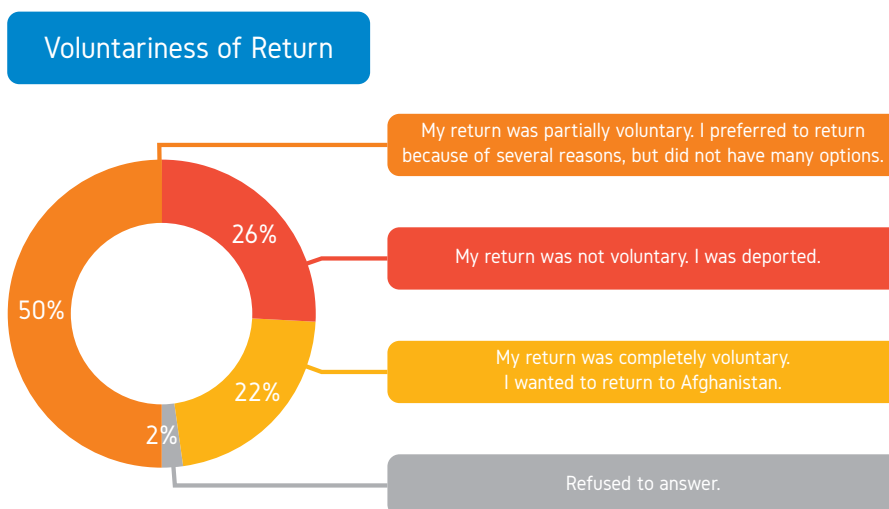 Voluntariness of Return
My return was partially voluntary. I preferred to return
because of several reasons, but did not have many options.
26%
My return was not voluntary. I was deported.
50%
My return was completely voluntary.
I wanted to return to Afghanistan.
22%
2%
Refused to answer.